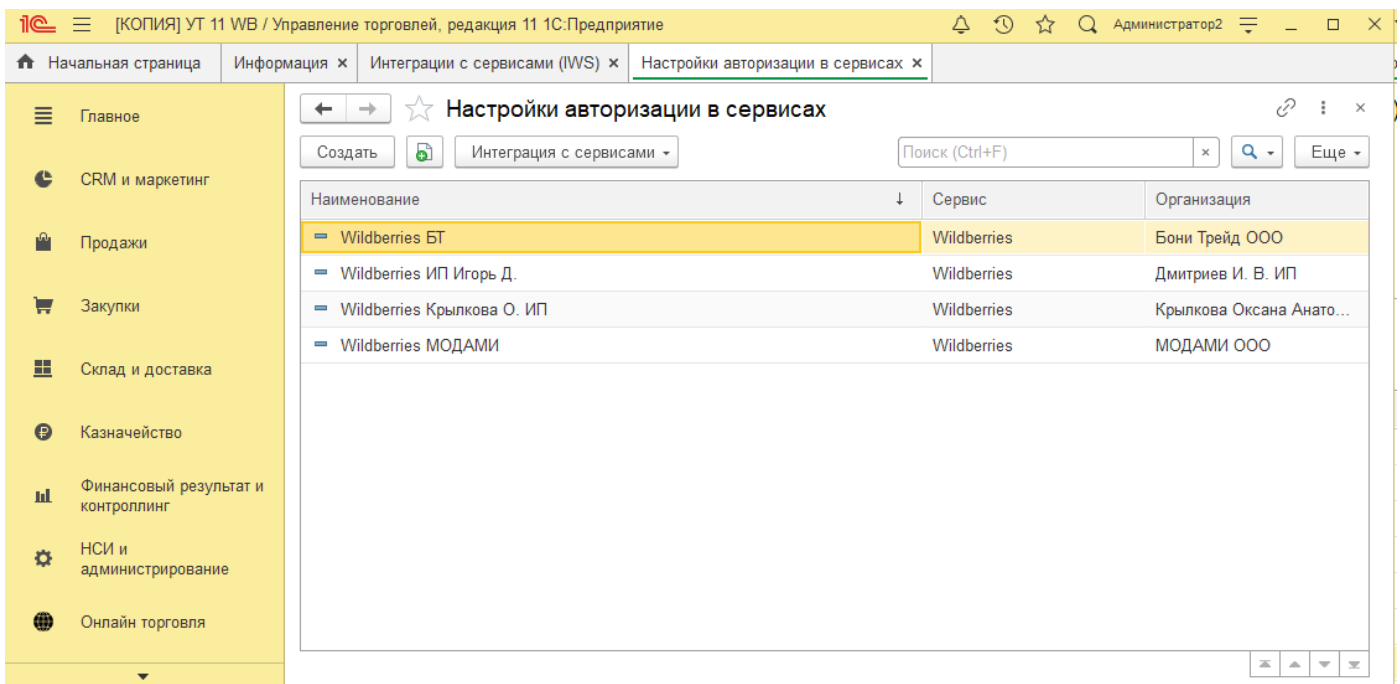 [КОПИЯ] УТ 11 WB / Управление торговлей, редакция 11 1С:Предприятие
Администратор2
Начальная страница
Информация
Интеграции с сервисами (IWS)
Настройки авторизации в сервисах
Главное
CRM и маркетинг
Продажи
Закупки
Склад и доставка
Казначейство
Финансовый результат и
контроллинг
НСИ и
администрирование
Онлайн торговля
Настройки авторизации в сервисах
Создать
Интеграция с сервисами
Поиск (Ctrl+F)
Еще
Наименование Сервис Организация
Wildberries БТ Wildberries Бони Трейд ООО
Wildberries ИП Игорь Д. Wildberries Дмитриев И. В. ИП
Wildberries Крылкова О. ИП Wildberries Крылкова Оксана Анато...
Wildberries МОДАМИ Wildberries МОДАМИ ООО